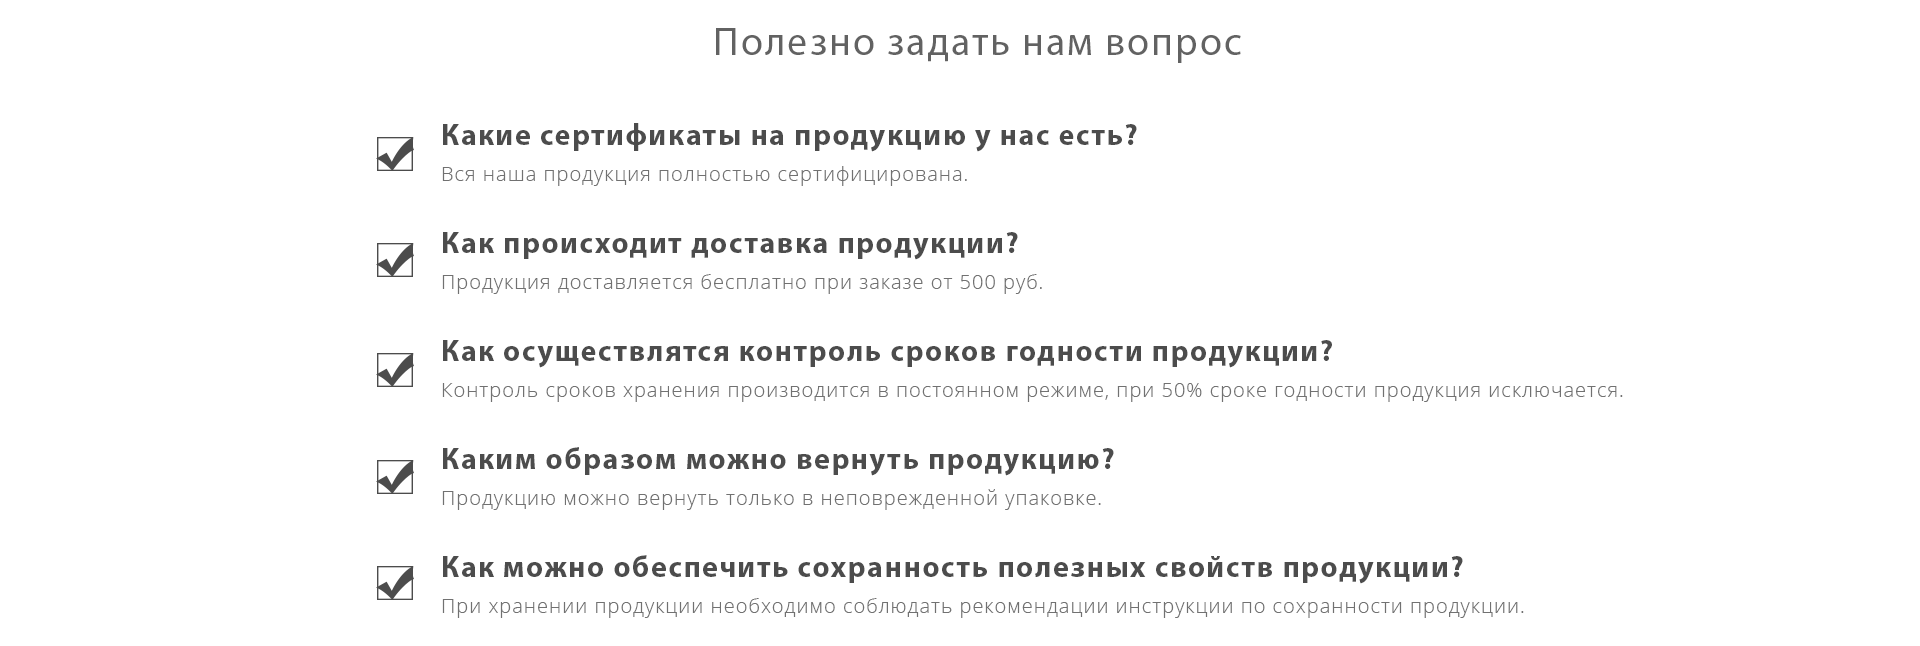 Полезно задать нам вопрос
Какие сертификаты на продукцию у нас есть?
Вся наша продукция полностью сертифицирована.
Как происходит доставка продукции?
Продукция доставляется бесплатно при заказе от 500 руб.
Как осуществлятся контроль сроков годности продукции?
Контроль сроков хранения производится в постоянном режиме, при 50% сроке годности продукция исключается.
Каким образом можно вернуть продукцию?
Продукцию можно вернуть только в неповрежденной упаковке.
Как можно обеспечить сохранность полезных свойств продукции?
При хранении продукции необходимо соблюдать рекомендации инструкции по сохранности продукции.